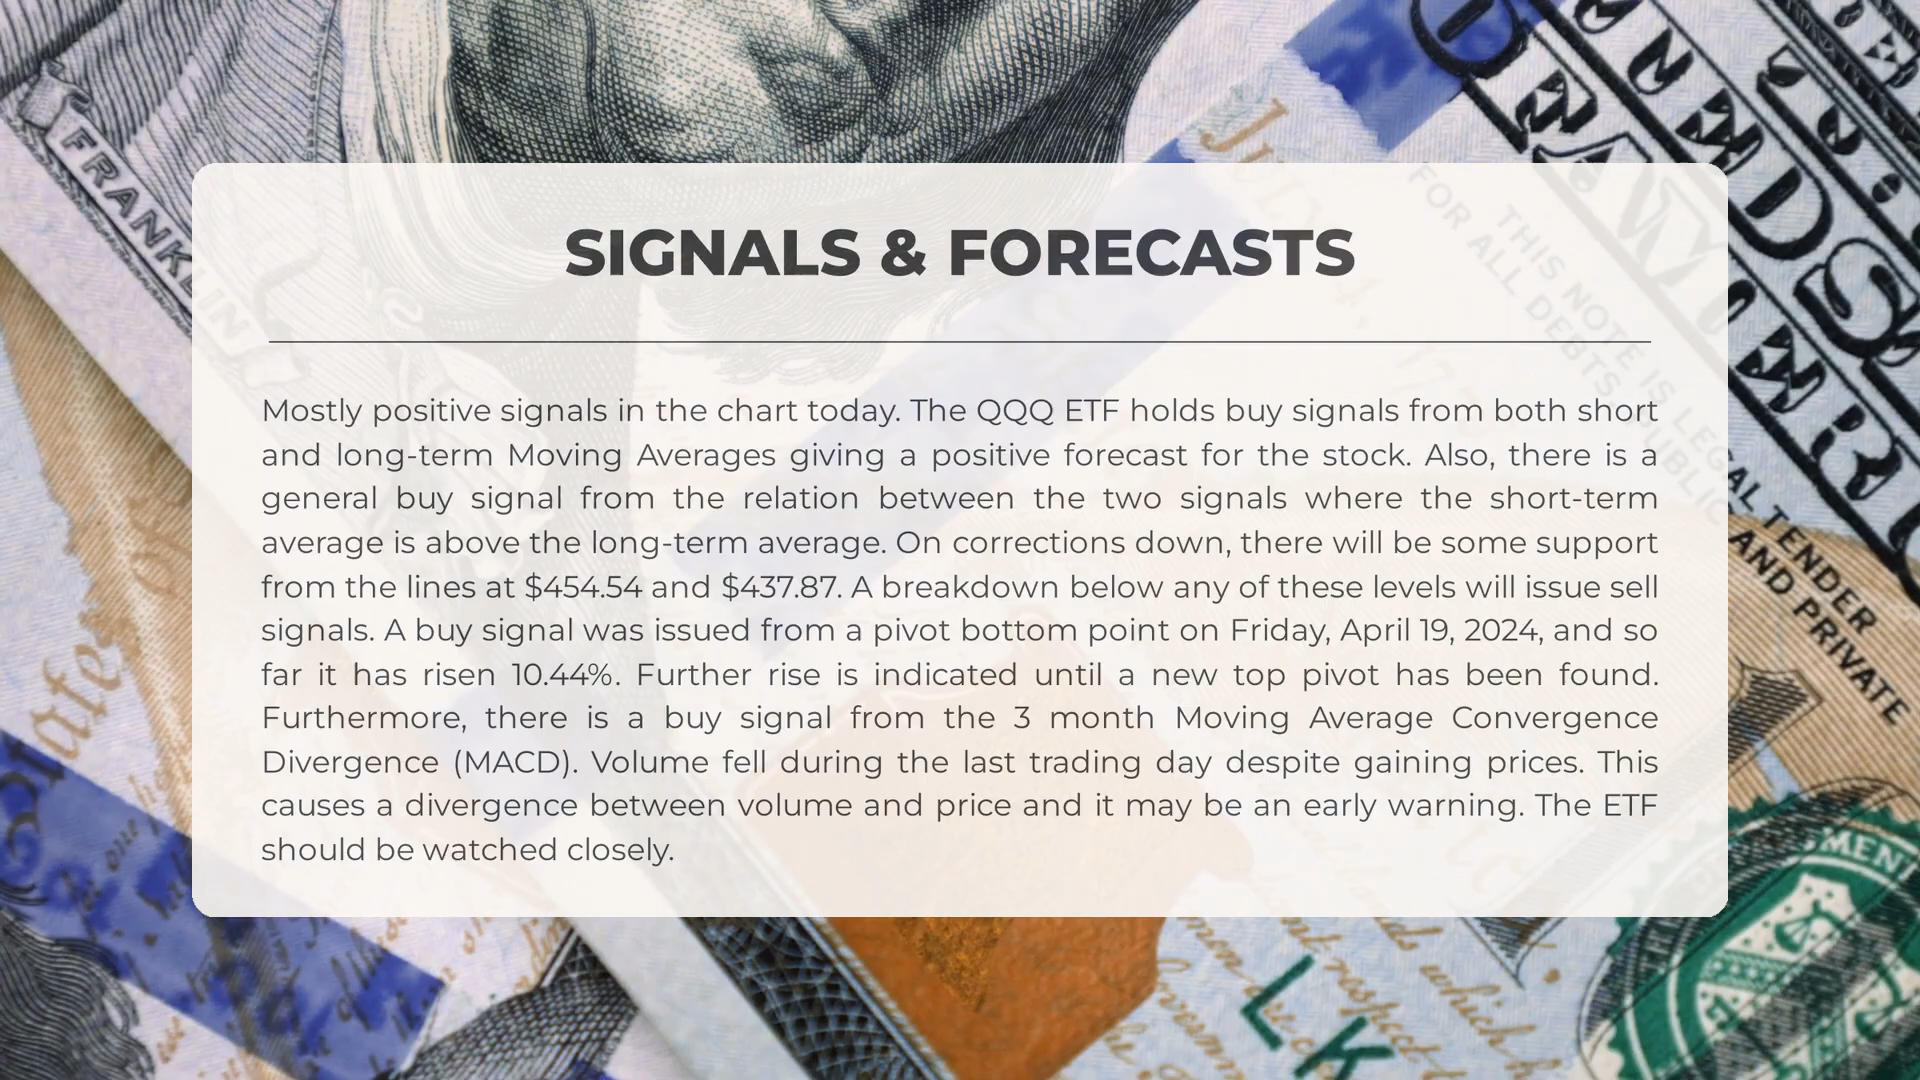 SIGNALS & FORECASTS
Mostly positive signals in the chart today. The QQQ ETF holds buy signals from both short
and long-term Moving Averages giving a positive forecast for the stock. Also, there is a
general buy signal from the relation between the two signals where the short-term
average is above the long-term average. On corrections down, there will be some support
from the lines at $454.54 and $437.87. A breakdown below any of these levels will issue sell
signals. A buy signal was issued from a pivot bottom point on Friday, April 19, 2024, and so
far it has risen 10.44%. Further rise is indicated until a new top pivot has been found.
Furthermore, there is a buy signal from the 3 month Moving Average Convergence
Divergence (MACD). Volume fell during the last trading day despite gaining prices. This
causes a divergence between volume and price and it may be an early warning. The ETF
should be watched closely.
FRANKLIN
THIS NOTE IS LEGAL TENDER
FOR ALL DEBTS, PUBLIC AND PRIVATE
JULY 4, 177
LK